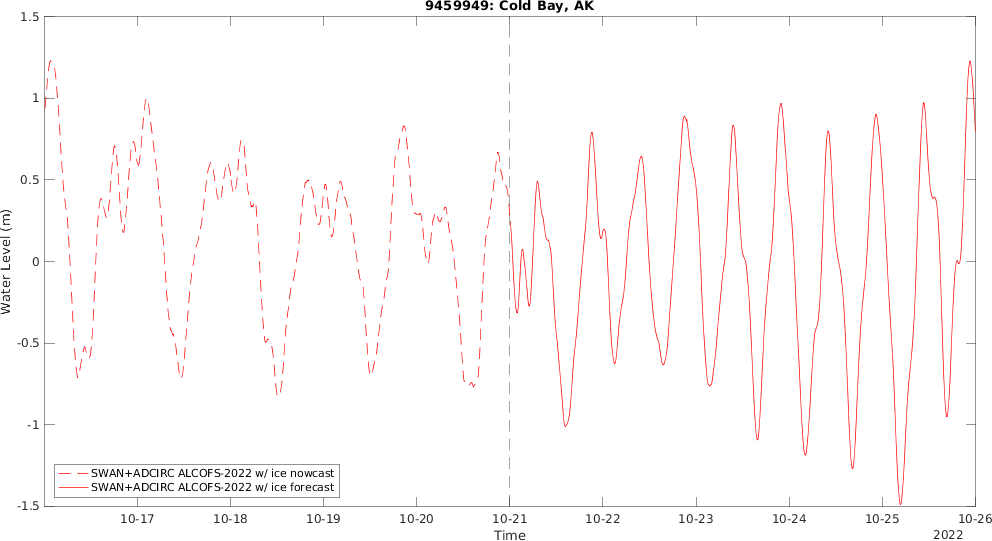 9459949: Cold Bay, AK
1.5
1
0.5
0
-0.5
-1
-1.5
Water Level (m)
SWAN+ADCIRC ALCOFS-2022 w/ ice nowcast
SWAN+ADCIRC ALCOFS-2022 w/ ice forecast
10-17 10-18 10-19 10-20 10-21 10-22 10-23 10-24 10-25 10-26
Time
2022